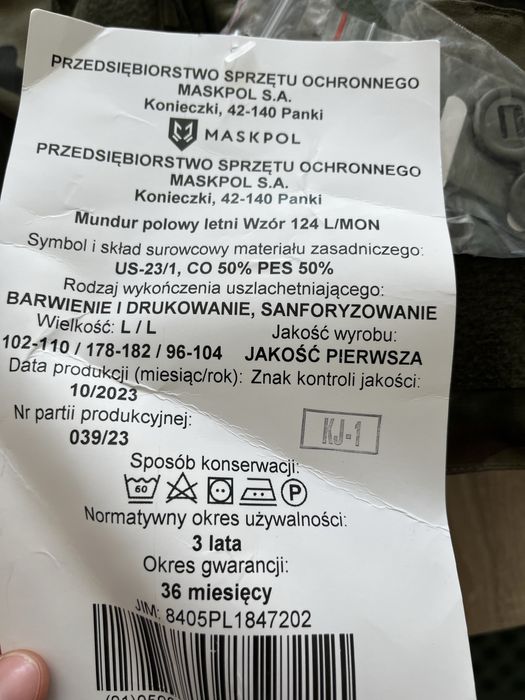 PRZEDSIĘBIORSTWO SPRZĘTU OCHRONNEGO
MASKPOL S.A.
Konieczki, 42-140 Panki
MASKPOL
PRZEDSIĘBIORSTWO SPRZĘTU OCHRONNEGO
MASKPOL S.A.
Konieczki, 42-140 Panki
Mundur polowy letni Wzór 124 L/MON
Symbol i skład surowcowy materiału zasadniczego:
US-23/1, CO 50% PES 50%
Rodzaj wykończenia uszlachetniającego:
BARWIENIE I DRUKOWANIE, SANFORYZOWANIE
Wielkość: L / L
Jakość wyrobu:
102-110 / 178-182 / 96-104 JAKOŚĆ PIERWSZA
Data produkcji (miesiąc/rok): Znak kontroli jakości:
10/2023
Nr partii produkcyjnej:
039/23
KJ-1
Sposób konserwacji:
60 P
Normatywny okres używalności:
3 lata
Okres gwarancji:
36 miesięcy
JIM: 8405PL1847202